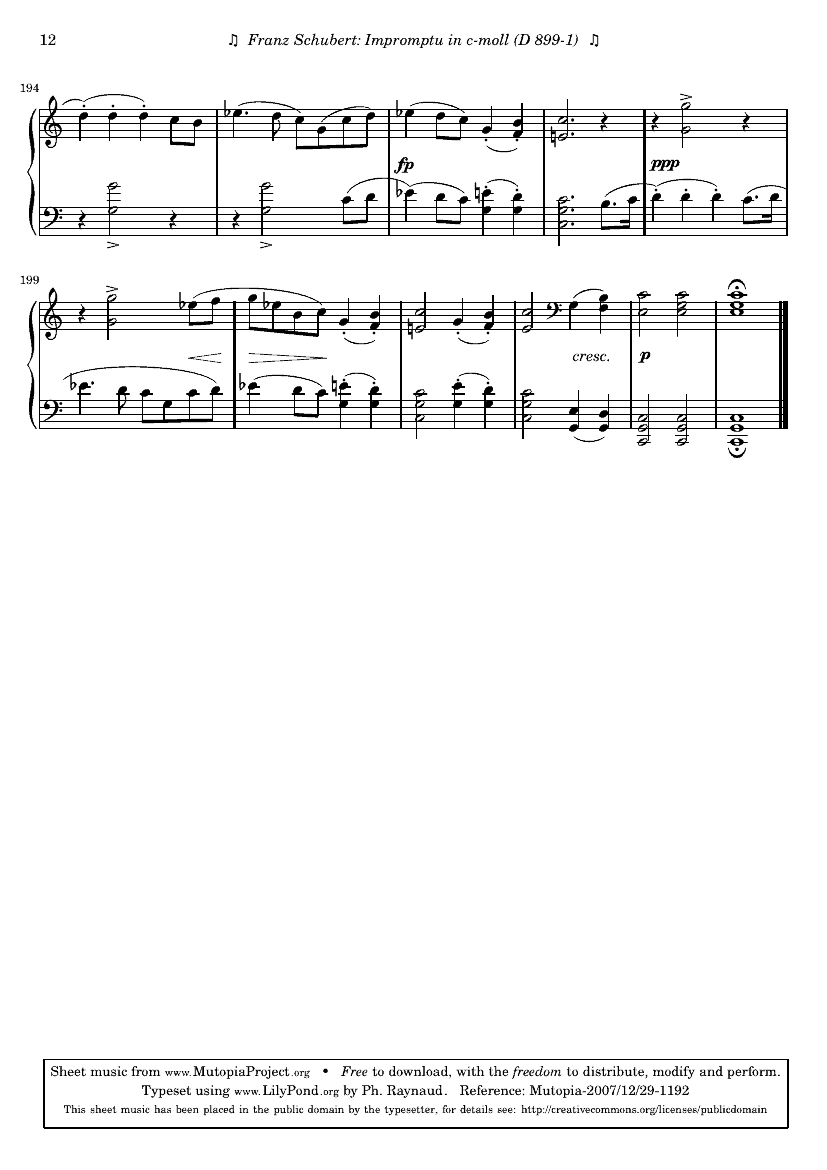 12
♫ Franz Schubert: Impromptu in c-moll (D 899-1) ♫
194
fp
ppp
199
cresc.
p
Sheet music from www.MutopiaProject.org • Free to download, with the freedom to distribute, modify and perform.
Typeset using www.LilyPond.org by Ph. Raynaud. Reference: Mutopia-2007/12/29-1192
This sheet music has been placed in the public domain by the typesetter, for details see: http://creativecommons.org/licenses/publicdomain